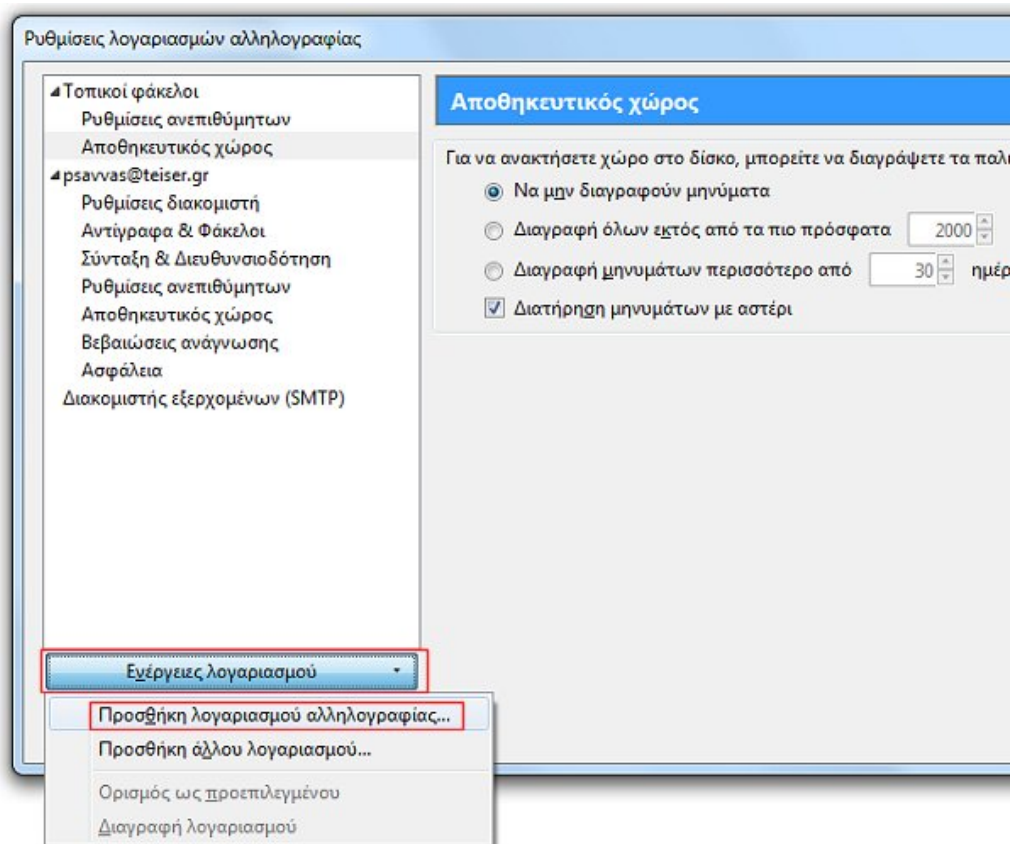 Ρυθμίσεις λογαριασμών αλληλογραφίας
Τοπικοί φάκελοι
Ρυθμίσεις ανεπιθύμητων
Αποθηκευτικός χώρος
psavvas@teiser.gr
Ρυθμίσεις διακομιστή
Αντίγραφα & Φάκελοι
Σύνταξη & Διευθυνσιοδότηση
Ρυθμίσεις ανεπιθύμητων
Αποθηκευτικός χώρος
Βεβαιώσεις ανάγνωσης
Ασφάλεια
Διακομιστής εξερχομένων (SMTP)
Ενέργειες λογαριασμού
Προσθήκη λογαριασμού αλληλογραφίας...
Προσθήκη άλλου λογαριασμού...
Ορισμός ως προεπιλεγμένου
Διαγραφή λογαριασμού
Αποθηκευτικός χώρος
Για να ανακτήσετε χώρο στο δίσκο, μπορείτε να διαγράψετε τα
Να μην διαγραφούν μηνύματα
Διαγραφή όλων εκτός από τα πιο πρόσφατα 2000
Διαγραφή μηνυμάτων περισσότερο από 30
Διατήρηση μηνυμάτων με αστέρι